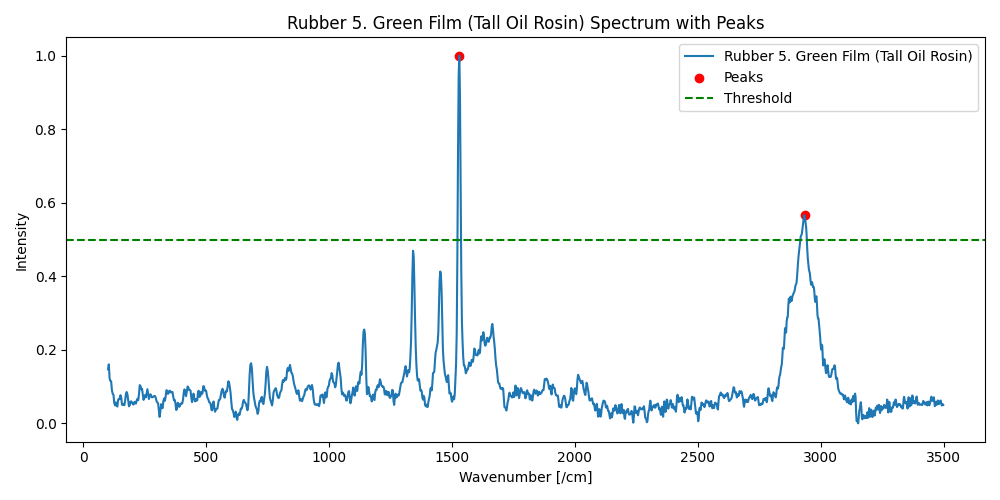 Rubber 5. Green Film (Tall Oil Rosin) Spectrum with Peaks
Rubber 5. Green Film (Tall Oil Rosin)
Peaks
Threshold
Intensity
1.0
0.8
0.6
0.4
0.2
0.0
0 500 1000 1500 2000 2500 3000 3500
Wavenumber [/cm]